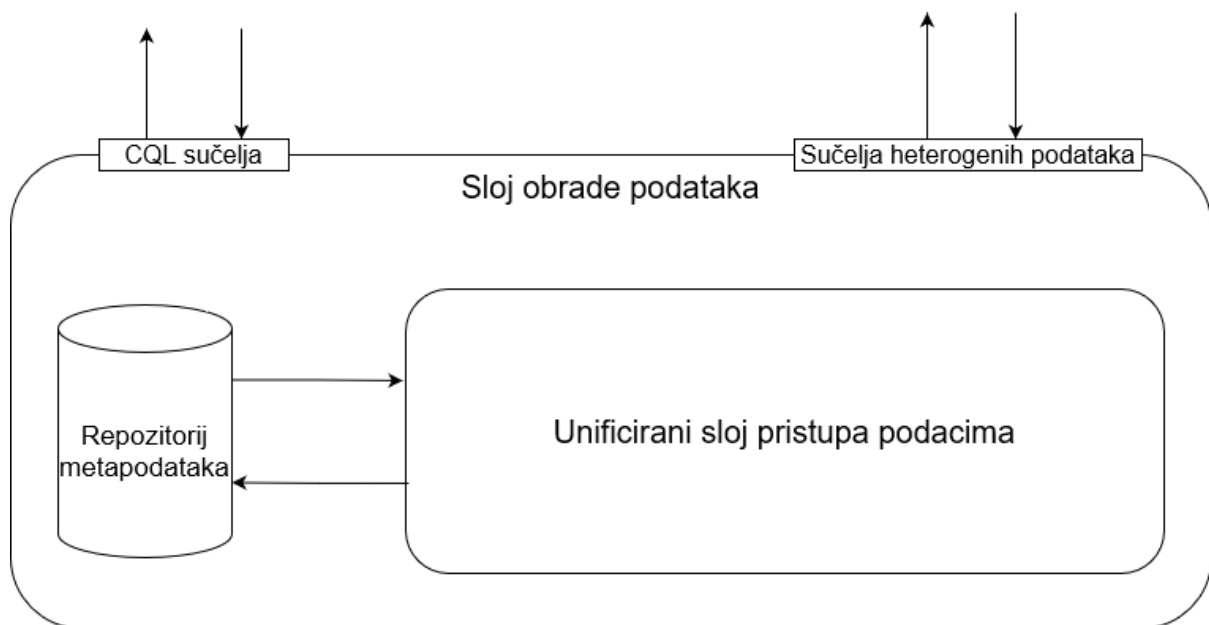 CQL sučelja
Sučelja heterogenih podataka
Sloj obrade podataka
Repozitorij
metapodataka
Unificirani sloj pristupa podacima